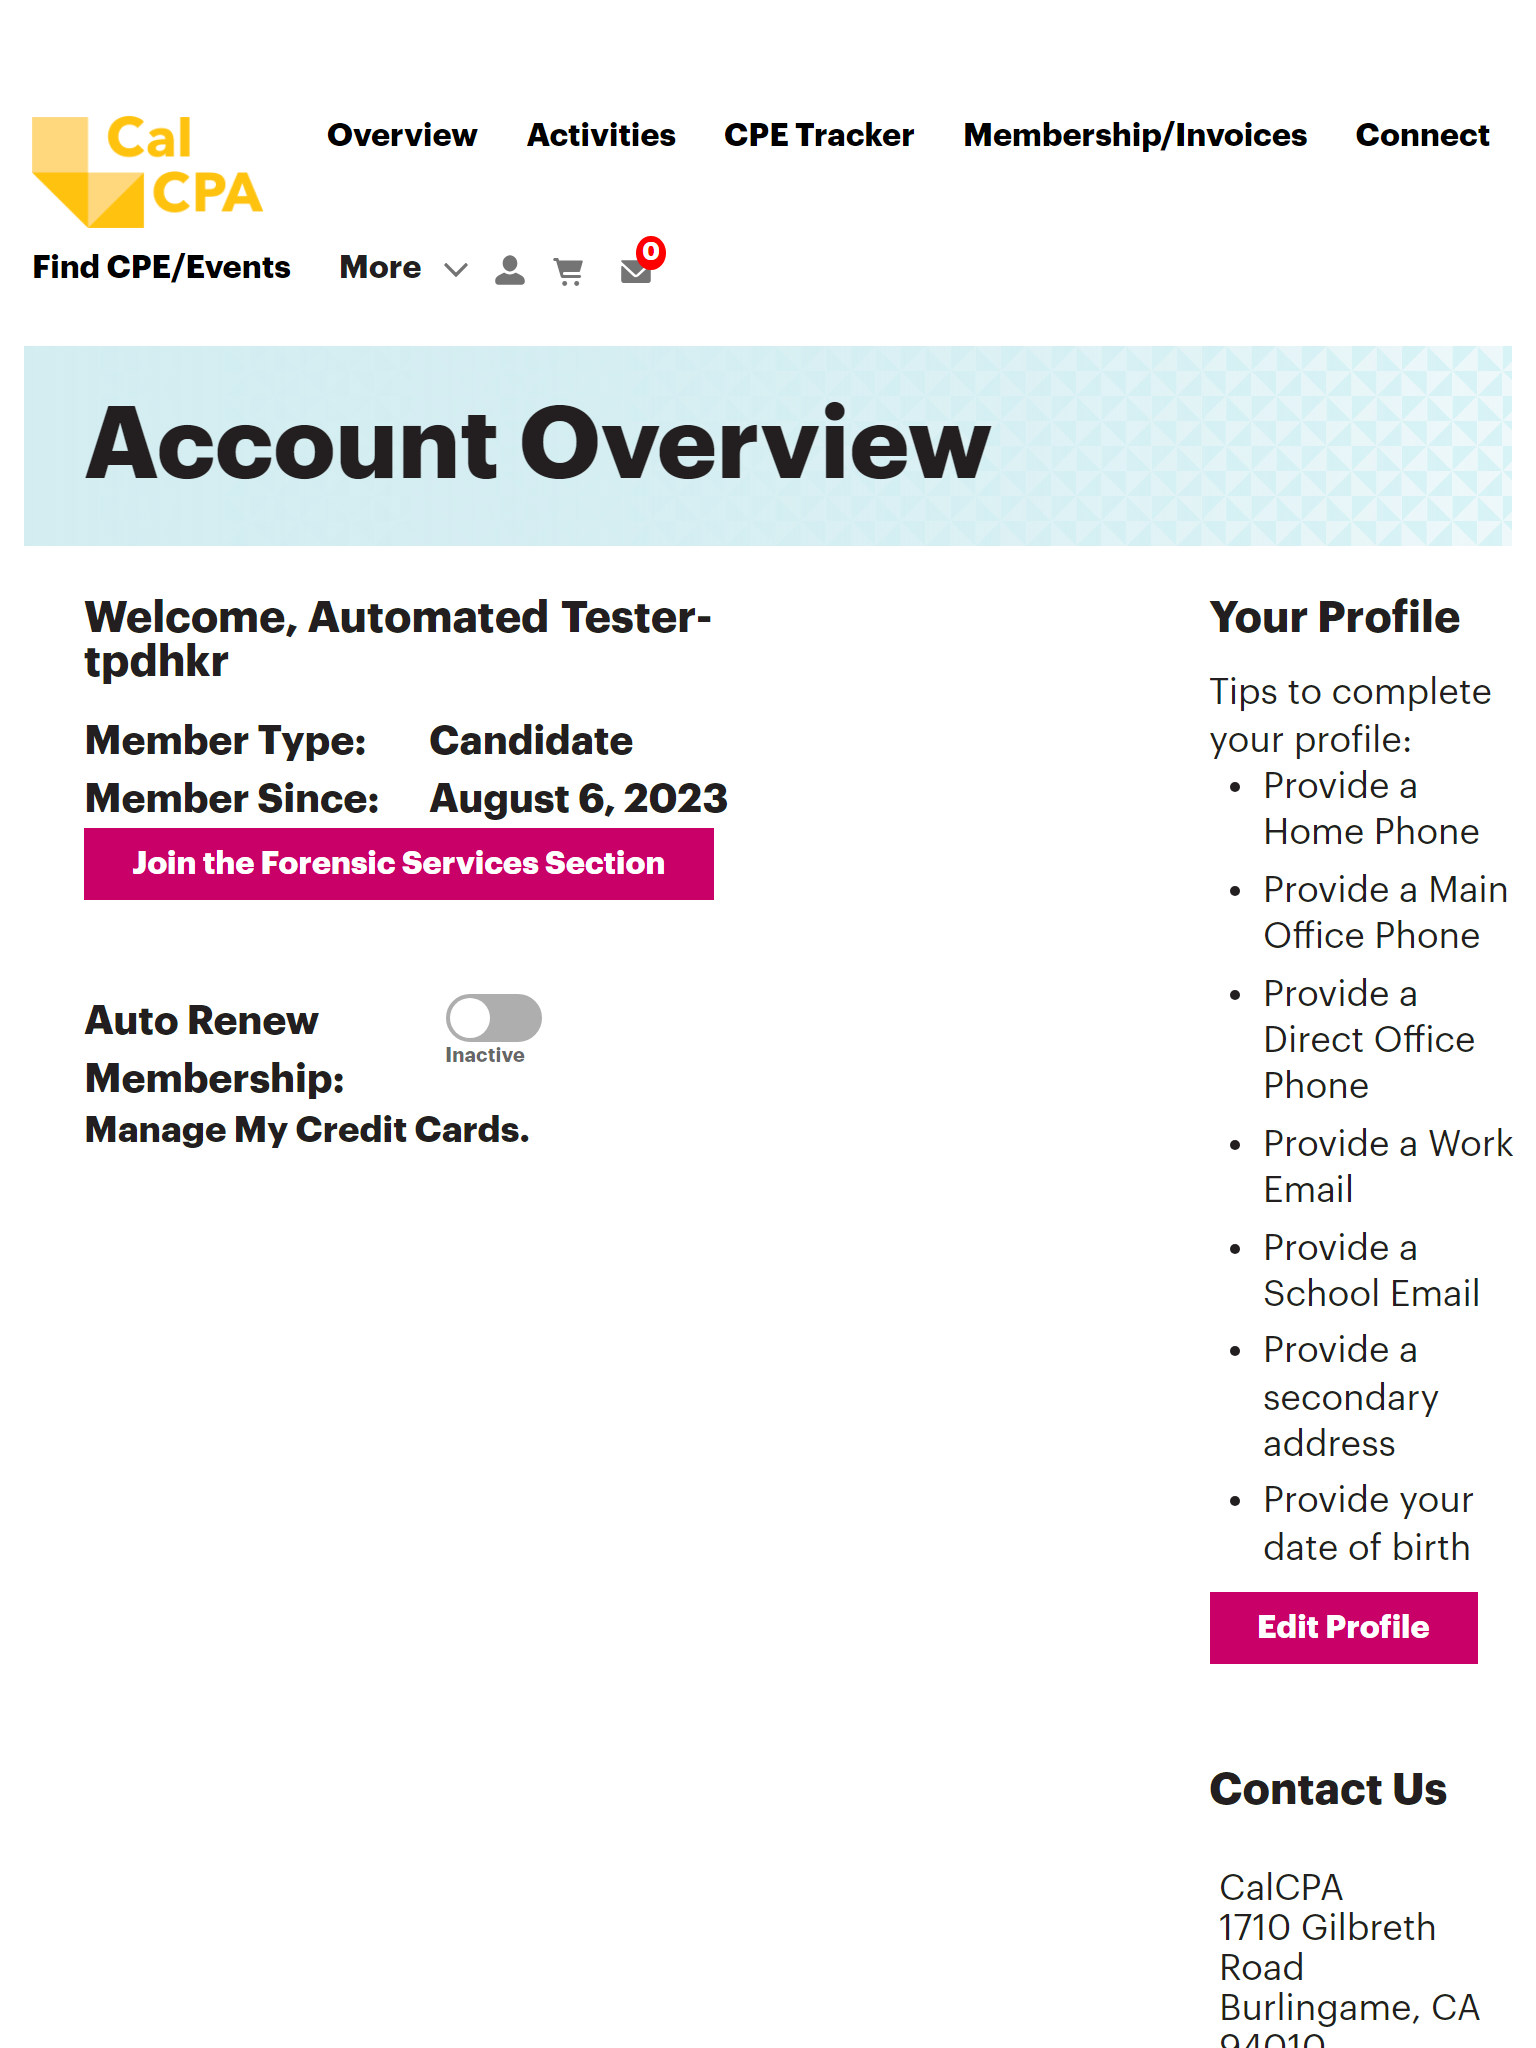 Cal
CPA
Overview
Activities
CPE Tracker
Membership/Invoices
Connect
Find CPE/Events
More
0
Account Overview
Welcome, Automated Tester-
tpdhkr
Member Type: Candidate
Member Since: August 6, 2023
Join the Forensic Services Section
Auto Renew
Membership:
Inactive
Manage My Credit Cards.
Your Profile
Tips to complete
your profile:
Provide a
Home Phone
Provide a Main
Office Phone
Provide a
Direct Office
Phone
Provide a Work
Email
Provide a
School Email
Provide a
secondary
address
Provide your
date of birth
Edit Profile
Contact Us
CalCPA
1710 Gilbreth
Road
Burlingame, CA
94010